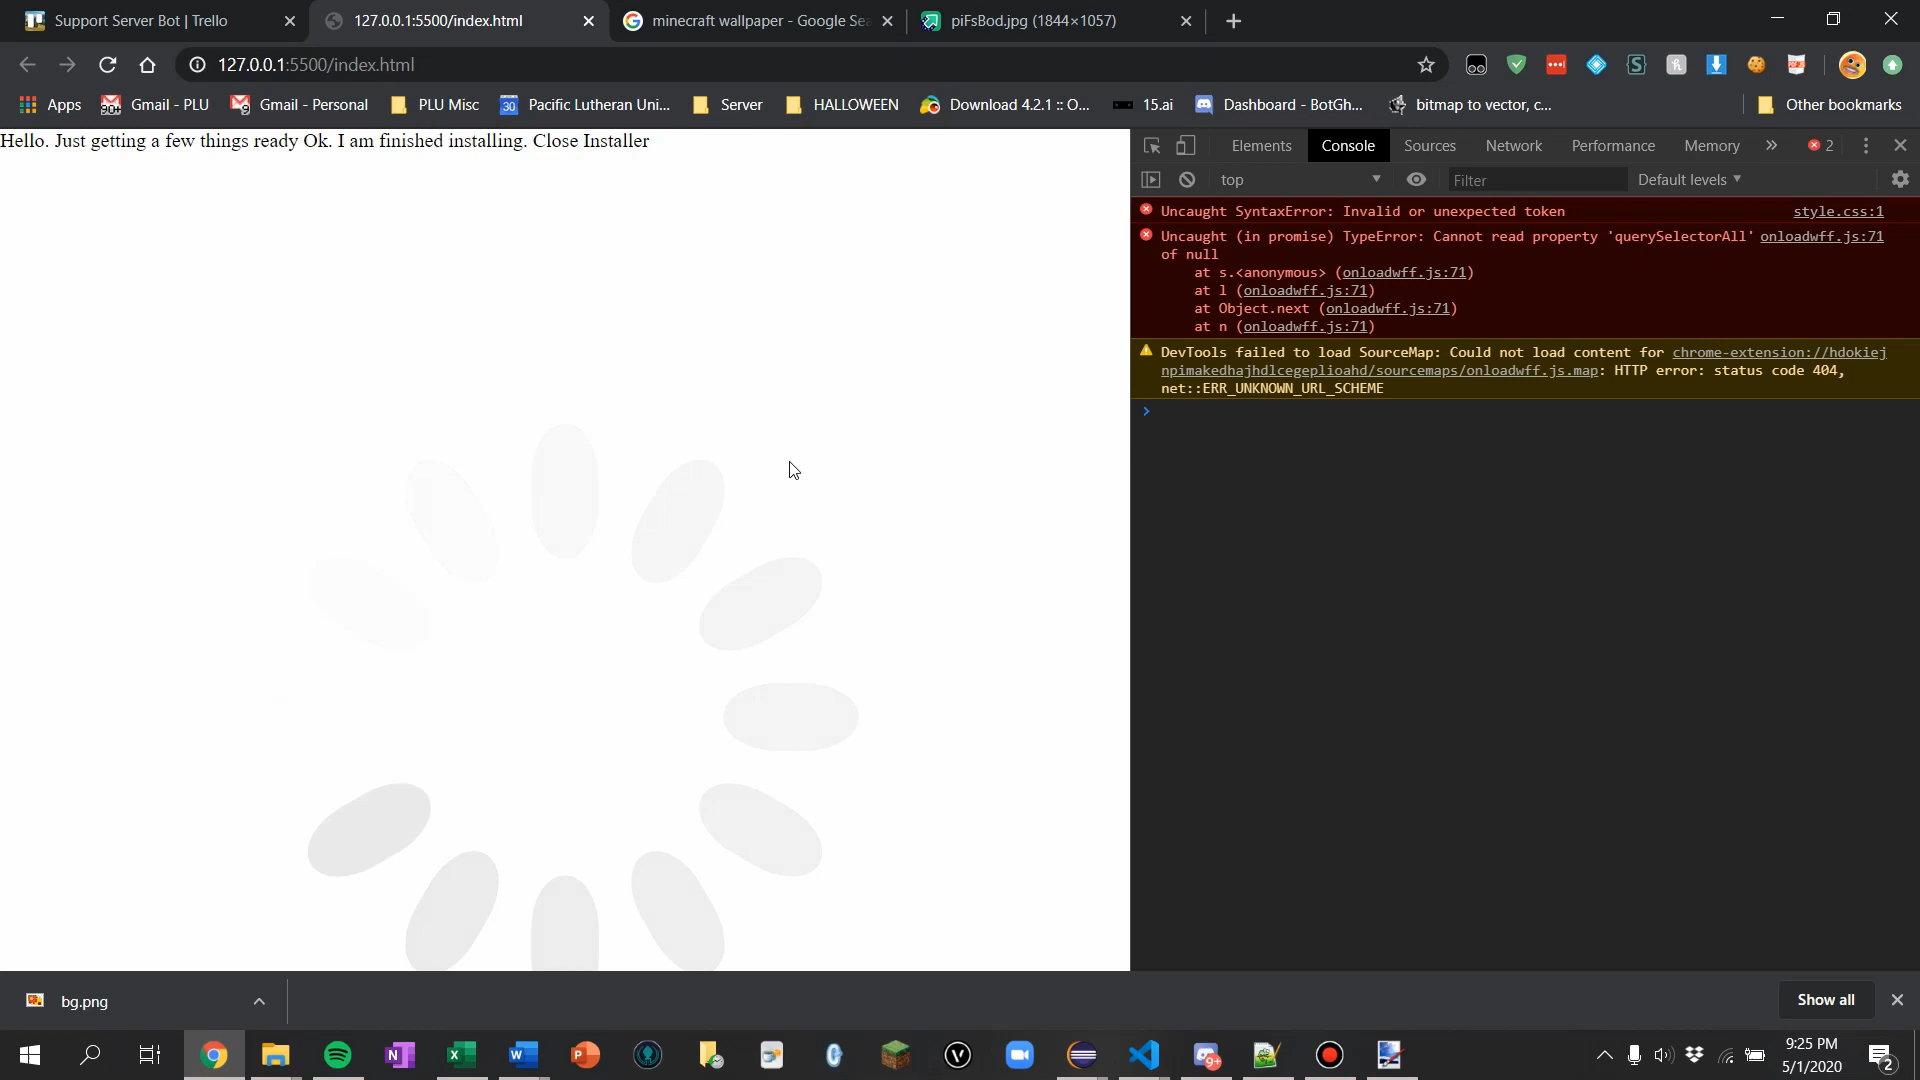 Support Server Bot | Trello
127.0.0.1:5500/index.html
minecraft wallpaper - Google Sea
piFsBod.jpg (1844×1057)
127.0.0.1:5500/index.html
Apps
90+
Gmail - PLU
Gmail - Personal
PLU Misc
30
Pacific Lutheran Uni...
Server
HALLOWEEN
Download 4.2.1 :: O...
15.ai
Dashboard - BotGh...
bitmap to vector, c...
Other bookmarks
Hello. Just getting a few things ready Ok. I am finished installing. Close Installer
Elements
Console
Sources
Network
Performance
Memory
2
top
Filter
Default levels
Uncaught SyntaxError: Invalid or unexpected token
style.css:1
Uncaught (in promise) TypeError: Cannot read property 'querySelectorAll' onloadwff.js:71
of null
at s.<anonymous> (onloadwff.js:71)
at l (onloadwff.js:71)
at Object.next (onloadwff.js:71)
at n (onloadwff.js:71)
DevTools failed to load SourceMap: Could not load content for chrome-extension://hdokiej
npimakedhajhdlcegeplioahd/sourcemaps/onloadwff.js.map: HTTP error: status code 404,
net::ERR_UNKNOWN_URL_SCHEME
bg.png
Show all
9+
9:25 PM
5/1/2020
2